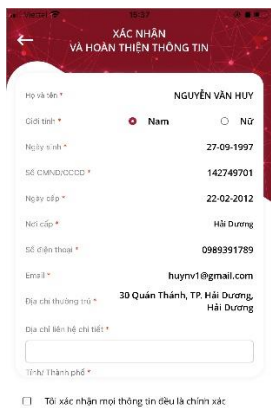 Viettel
15:37
XÁC NHẬN
VÀ HOÀN THIỆN THÔNG TIN
Họ và tên * NGUYỄN VĂN HUY
Giới tính * Nam Nữ
Ngày sinh * 27-09-1997
Số CMND/CCCD * 142749701
Ngày cấp * 22-02-2012
Nơi cấp * Hải Dương
Số điện thoại * 0989391789
Email * huynv1@gmail.com
Địa chỉ thường trú * 30 Quán Thánh, TP. Hải Dương,
Hải Dương
Địa chỉ liên hệ chi tiết *
Tỉnh/ Thành phố *
Tôi xác nhận mọi thông tin đều là chính xác